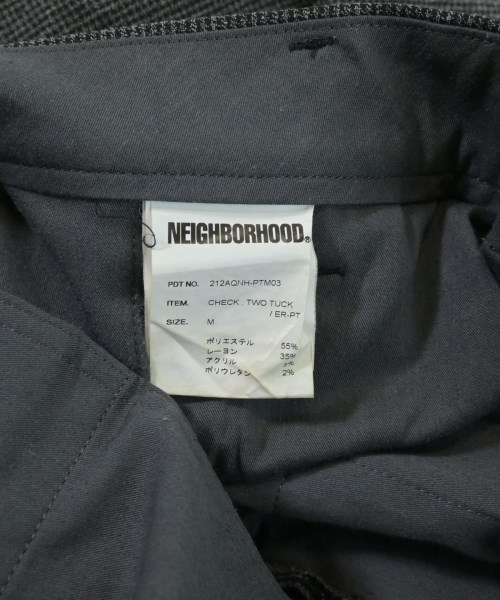 NEIGHBORHOOD®
PDT NO. 212AQNH-PTM03
ITEM. CHECK . TWO TUCK
/ ER-PT
SIZE. M
ポリエステル 55%
レーヨン 35%
アクリル
ポリウレタン 2%